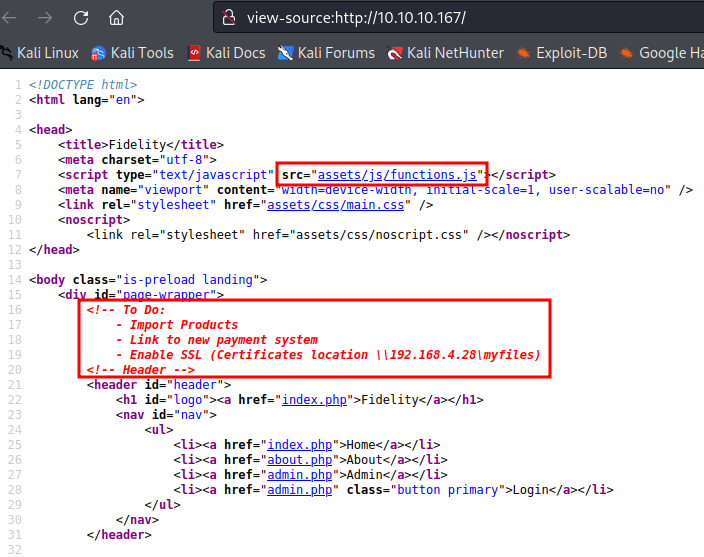 view-source:http://10.10.10.167/
Kali Linux Kali Tools Kali Docs Kali Forums Kali NetHunter Exploit-DB Google Ha
1 <!DOCTYPE html>
2 <html lang="en">
3
4 <head>
5 <title>Fidelity</title>
6 <meta charset="utf-8">
7 <script type="text/javascript" src="assets/js/functions.js"></script>
8 <meta name="viewport" content="width=device-width, initial-scale=1, user-scalable=no" />
9 <link rel="stylesheet" href="assets/css/main.css" />
10 <noscript>
11 <link rel="stylesheet" href="assets/css/noscript.css" /></noscript>
12 </head>
13
14 <body class="is-preload landing">
15 <div id="page-wrapper">
16 <!-- To Do:
17 - Import Products
18 - Link to new payment system
19 - Enable SSL (Certificates location \\192.168.4.28\myfiles)
20 <!-- Header -->
21 <header id="header">
22 <h1 id="logo"><a href="index.php">Fidelity</a></h1>
23 <nav id="nav">
24 <ul>
25 <li><a href="index.php">Home</a></li>
26 <li><a href="about.php">About</a></li>
27 <li><a href="admin.php">Admin</a></li>
28 <li><a href="admin.php" class="button primary">Login</a></li>
29 </ul>
30 </nav>
31 </header>
32